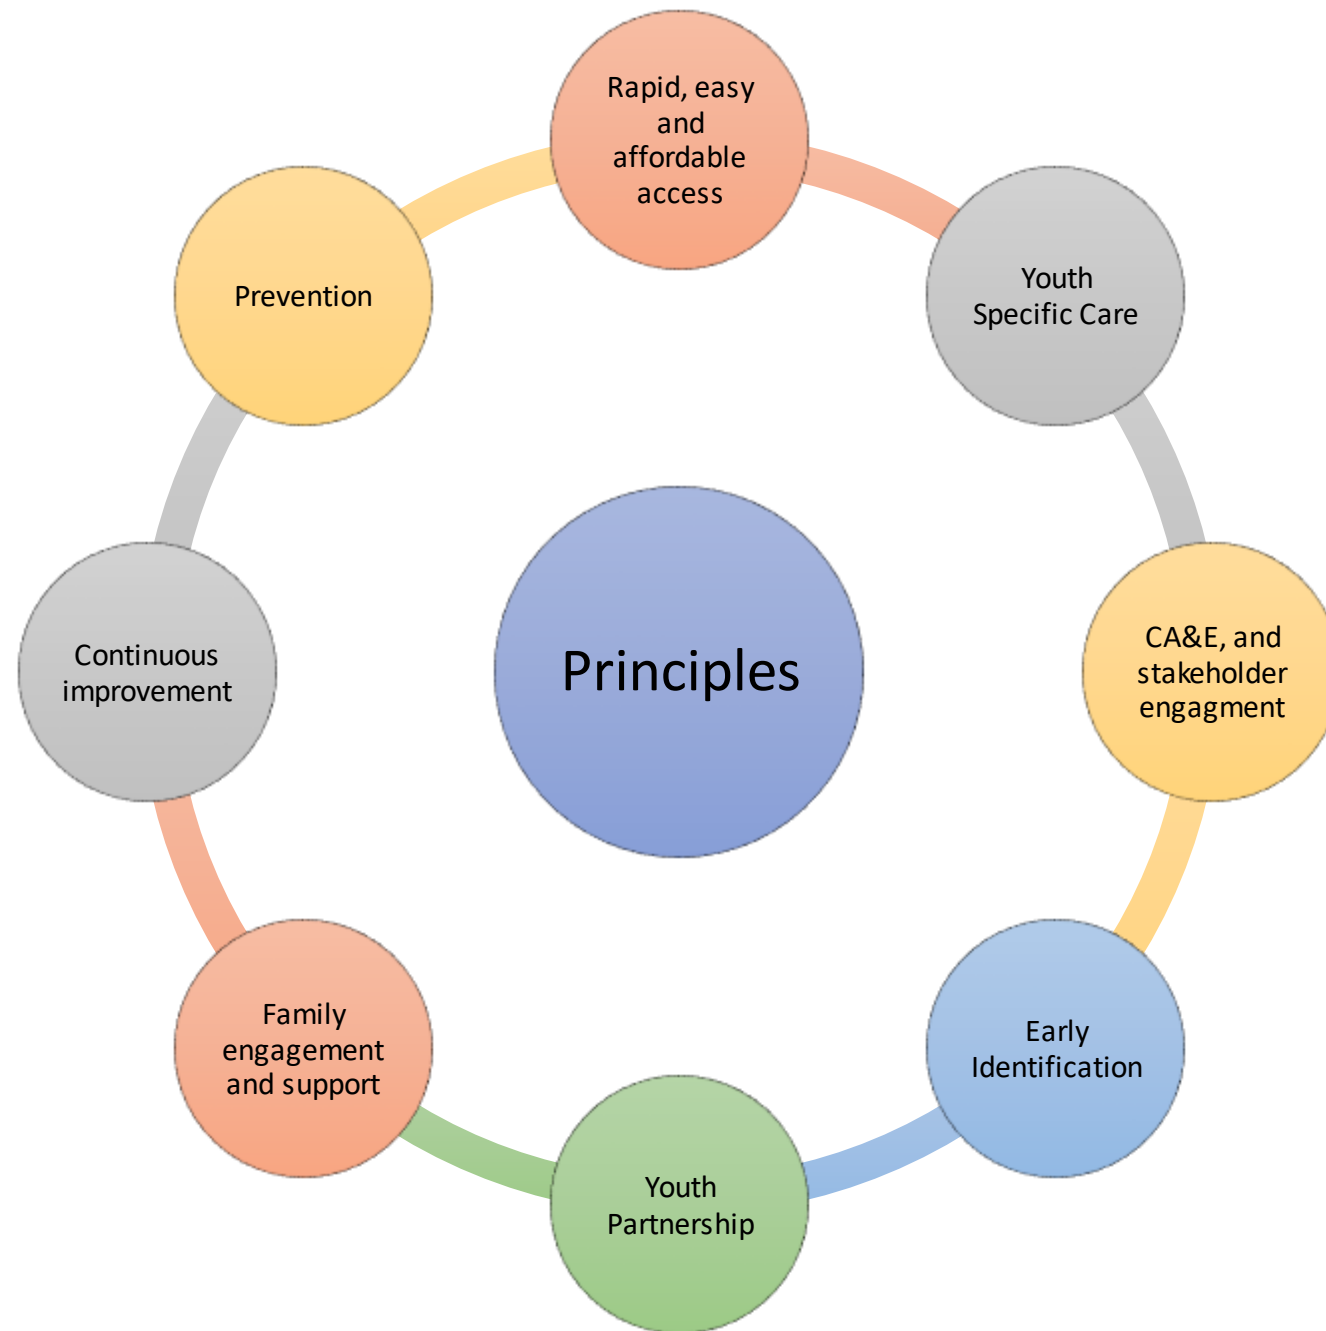 Rapid, easy
and
affordable
access
Youth
Specific Care
CA&E, and
stakeholder
engagment
Early
Identification
Youth
Partnership
Family
engagement
and support
Continuous
improvement
Prevention
Principles